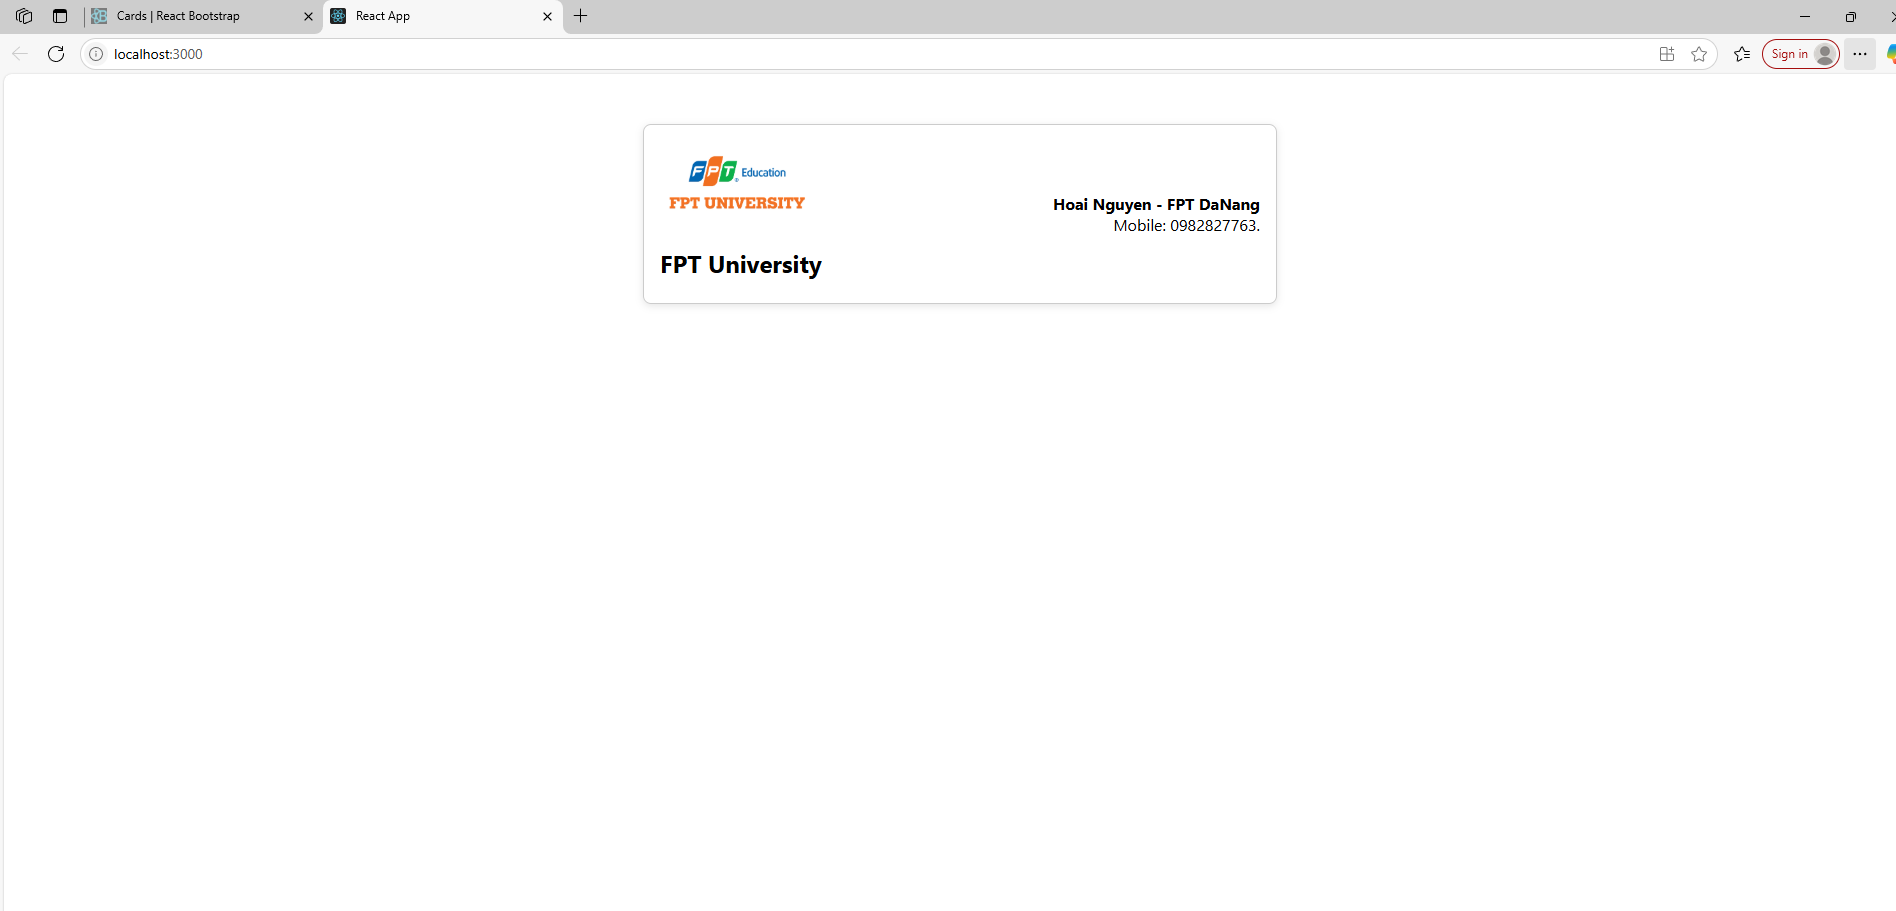 Cards | React Bootstrap
React App
localhost:3000
Sign in
FPT Education
FPT UNIVERSITY
Hoai Nguyen - FPT DaNang
Mobile: 0982827763.
FPT University